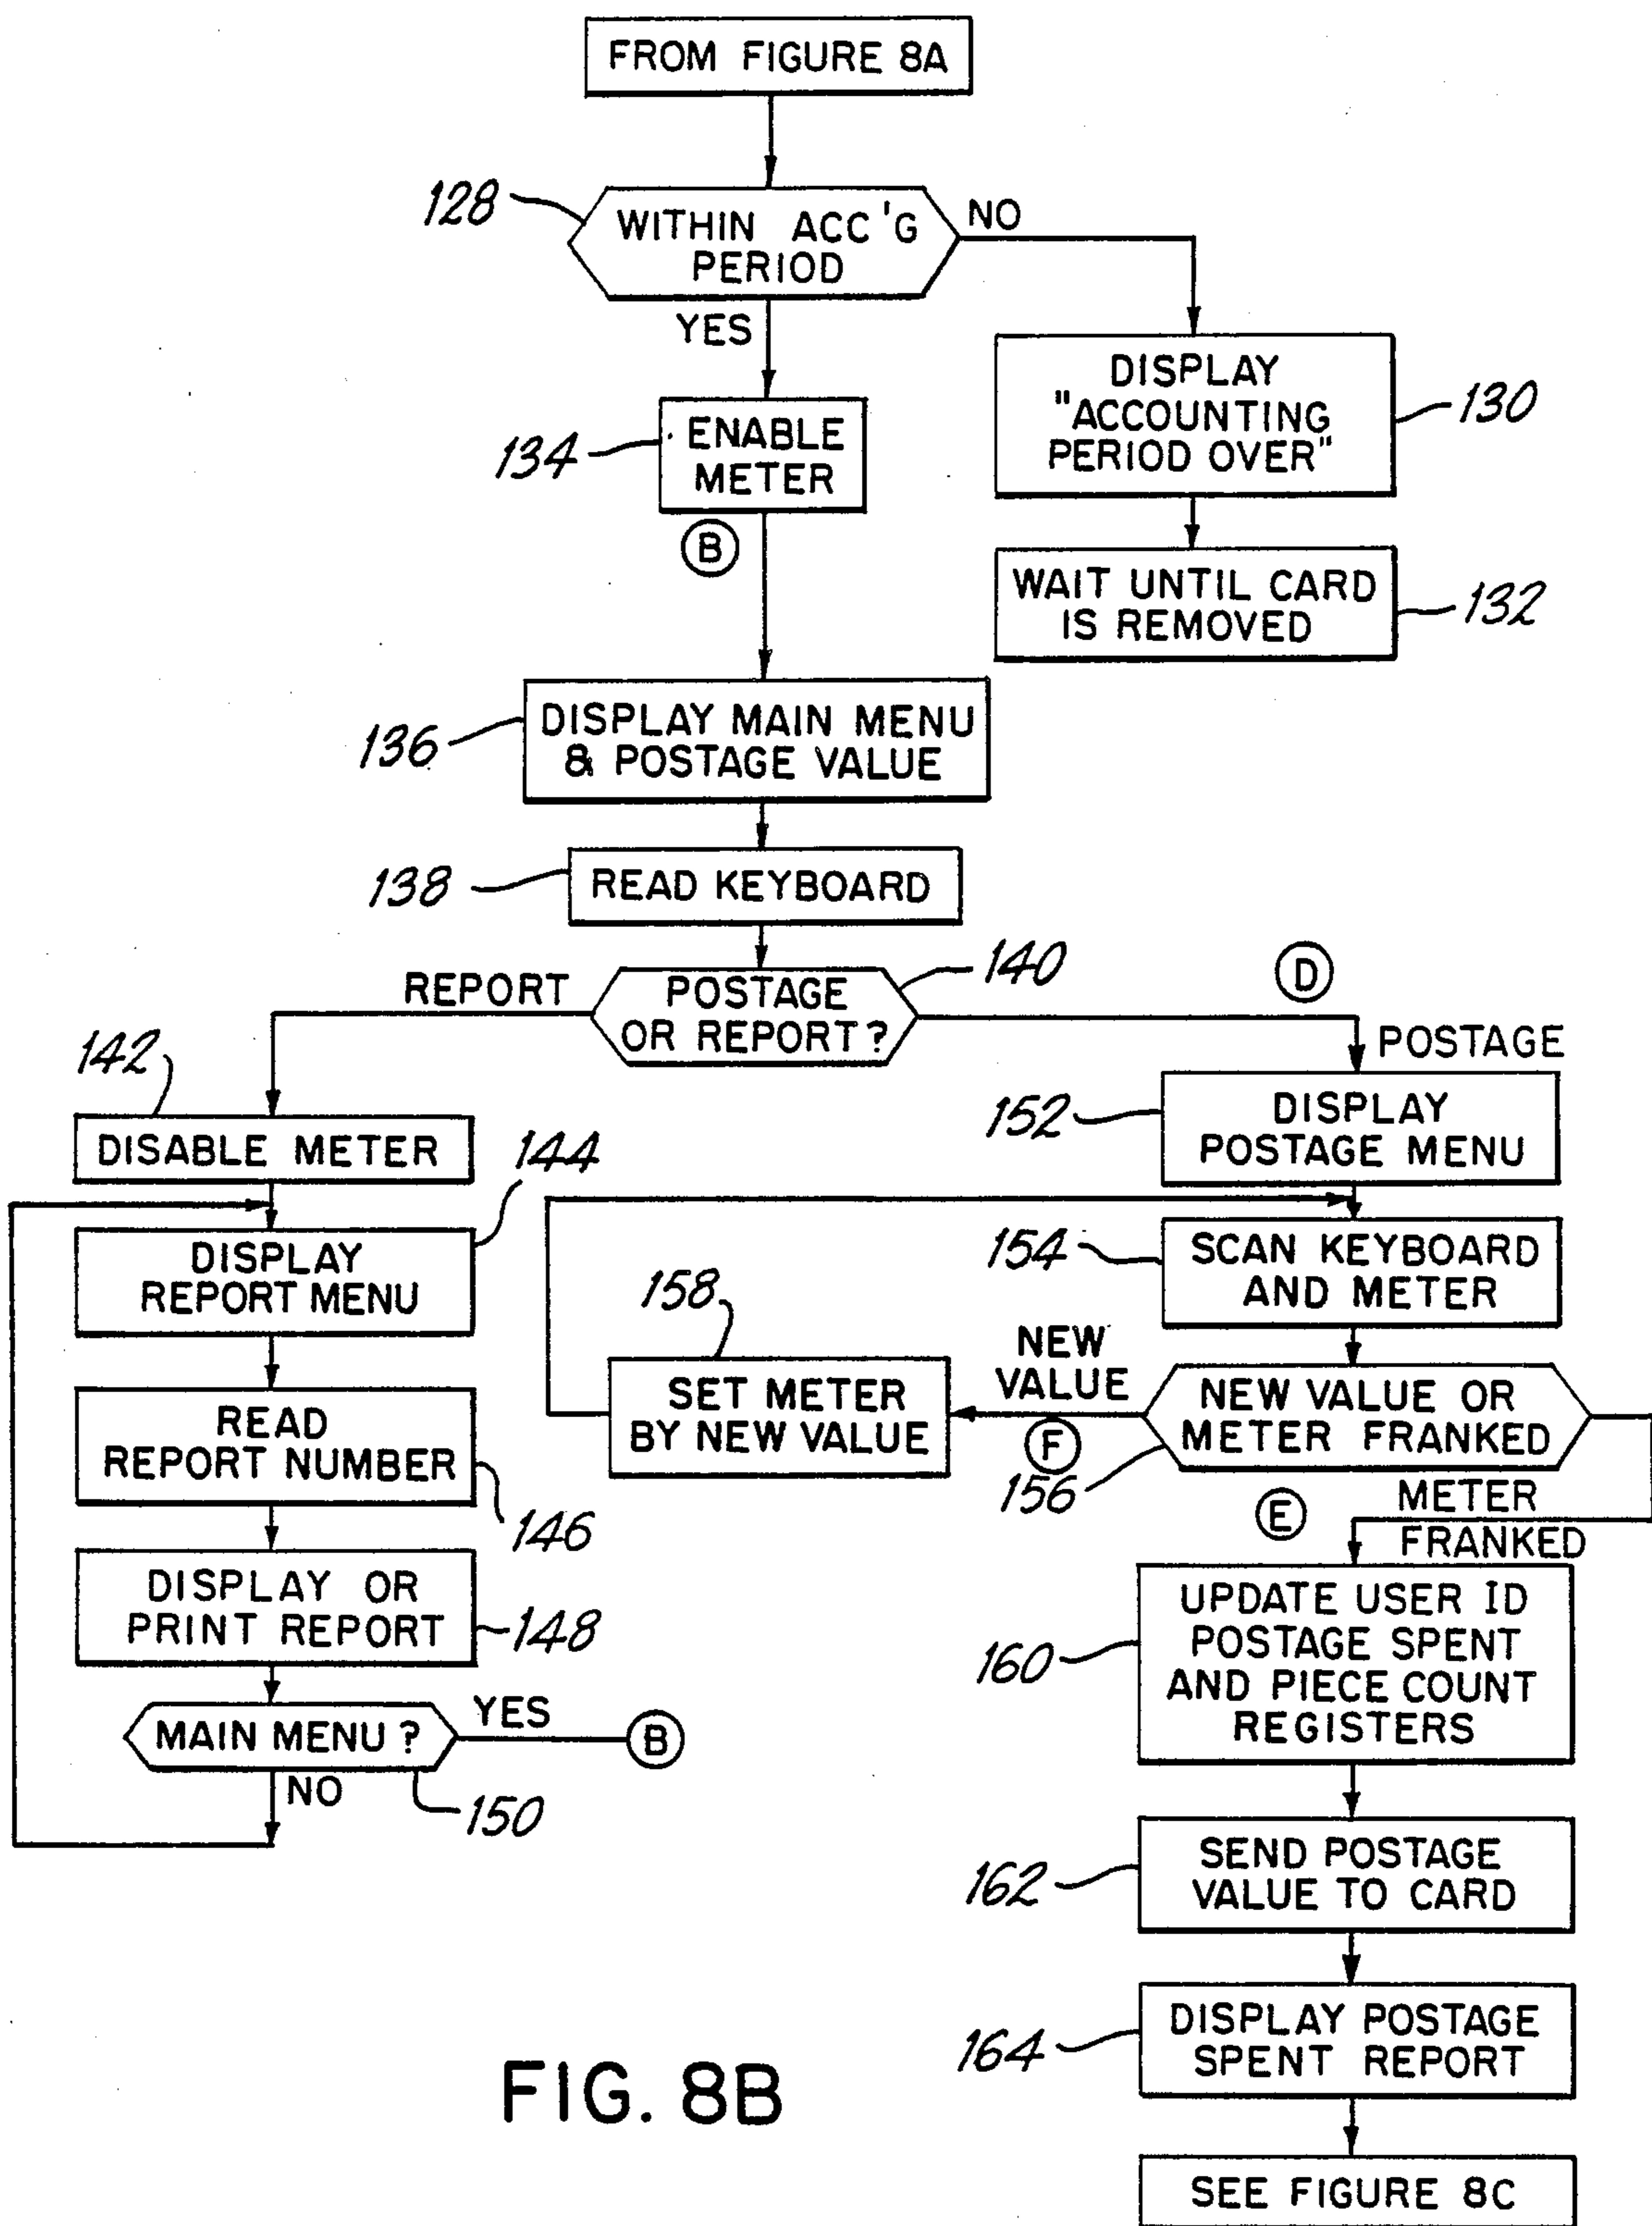 FROM FIGURE 8A
128
WITHIN ACC'G
PERIOD
NO
YES
DISPLAY
"ACCOUNTING
PERIOD OVER"
130
134
ENABLE
METER
B
WAIT UNTIL CARD
IS REMOVED
132
136
DISPLAY MAIN MENU
& POSTAGE VALUE
138
READ KEYBOARD
140
D
REPORT
POSTAGE
OR REPORT?
POSTAGE
142
DISABLE METER
144
152
DISPLAY
POSTAGE MENU
DISPLAY
REPORT MENU
154
SCAN KEYBOARD
AND METER
158
SET METER
BY NEW VALUE
NEW
VALUE
F
NEW VALUE OR
METER FRANKED
156
READ
REPORT NUMBER
146
E
METER
FRANKED
DISPLAY OR
PRINT REPORT
148
160
UPDATE USER ID
POSTAGE SPENT
AND PIECE COUNT
REGISTERS
MAIN MENU?
YES
B
NO
150
162
SEND POSTAGE
VALUE TO CARD
164
DISPLAY POSTAGE
SPENT REPORT
FIG. 8B
SEE FIGURE 8C